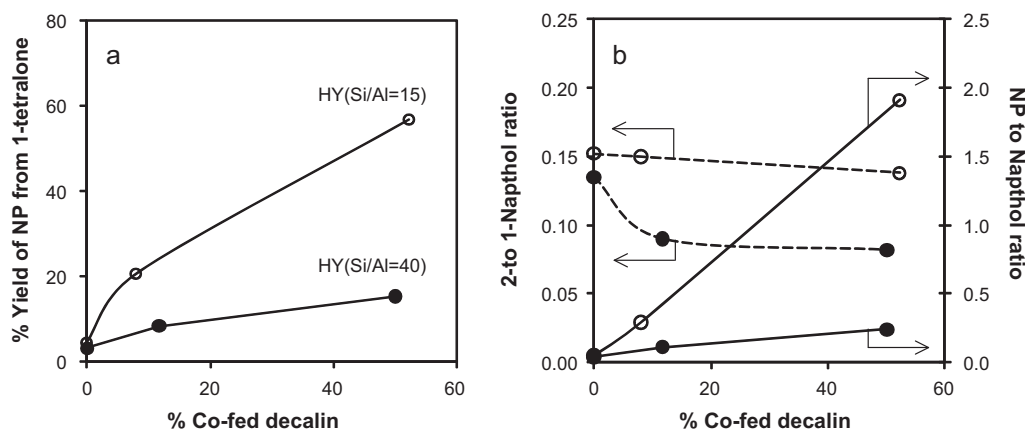 % Yield of NP from 1-tetralone
80
60
40
20
0
a
HY(Si/Al=15)
HY(Si/Al=40)
0
20
40
60
% Co-fed decalin
2-to 1-Napthol ratio
0.25
0.20
0.15
0.10
0.05
0.00
b
2.5
2.0
1.5
1.0
0.5
0.0
NP to Napthol ratio
0
20
40
60
% Co-fed decalin